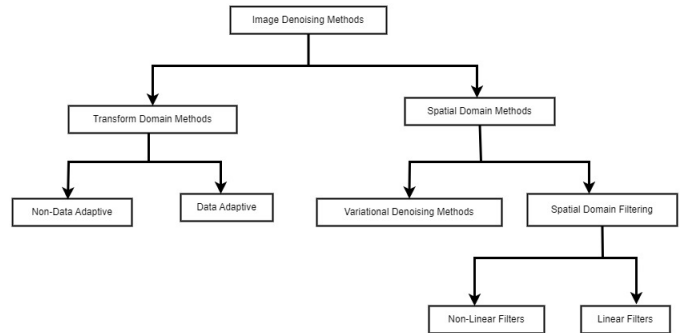 Image Denoising Methods
Transform Domain Methods
Spatial Domain Methods
Non-Data Adaptive
Data Adaptive
Variational Denoising Methods
Spatial Domain Filtering
Non-Linear Filters
Linear Filters